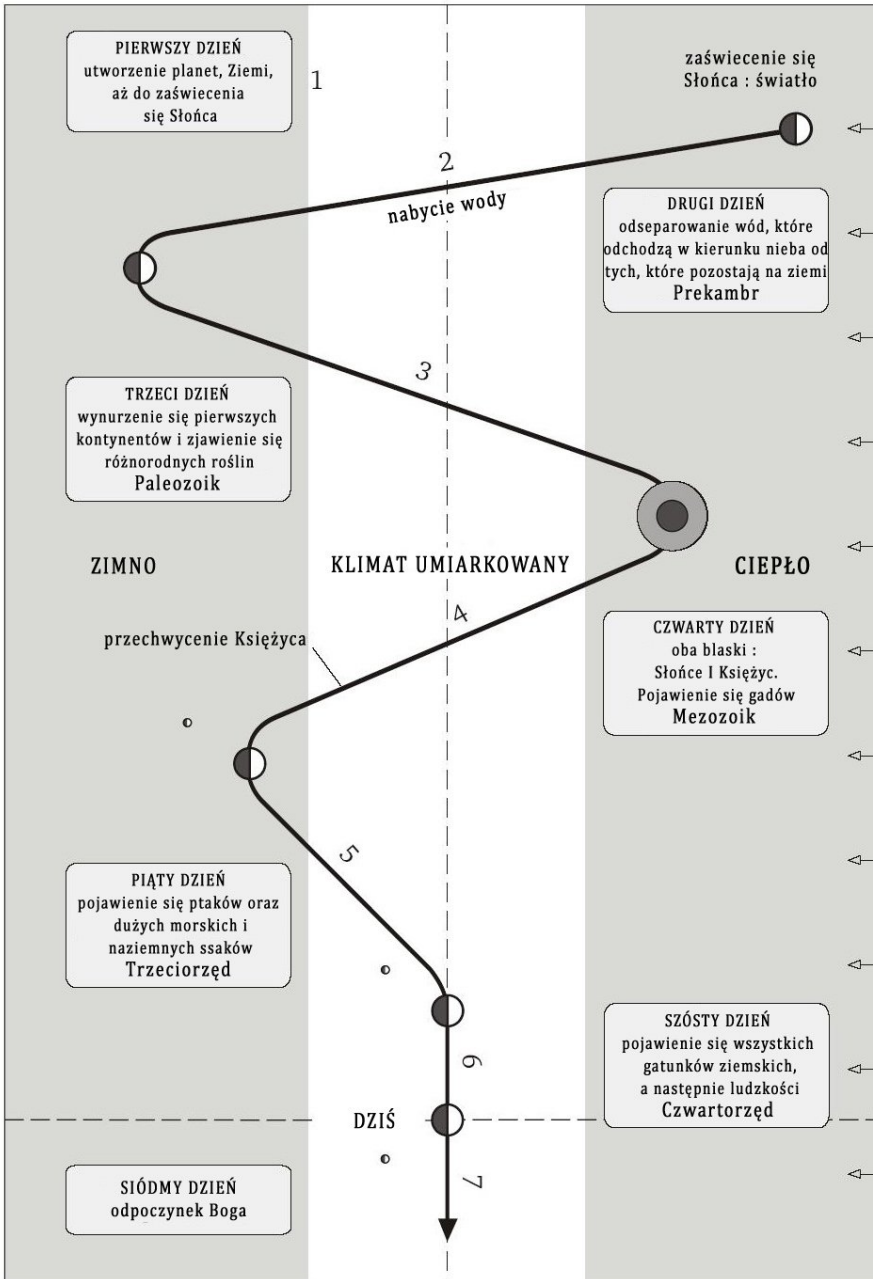 PIERWSZY DZIEŃ
utworzenie planet, Ziemi,
aż do zaświecenia
się Słońca
1
zaświecenie się
Słońca : światło
2
nabycie wody
DRUGI DZIEŃ
odseparowanie wód, które
odchodzą w kierunku nieba od
tych, które pozostają na ziemi
Prekambr
3
TRZECI DZIEŃ
wynurzenie się pierwszych
kontynentów i zjawienie się
różnorodnych roślin
Paleozoik
ZIMNO
KLIMAT UMIARKOWANY
CIEPŁO
4
przechwycenie Księżyca
CZWARTY DZIEŃ
oba blaski :
Słońce I Księżyc.
Pojawienie się gadów
Mezozoik
5
PIĄTY DZIEŃ
pojawienie się ptaków oraz
dużych morskich i
naziemnych ssaków
Trzeciorzęd
SZÓSTY DZIEŃ
pojawienie się wszystkich
gatunków ziemskich,
a następnie ludzkości
Czwartorzęd
6
DZIŚ
7
SIÓDMY DZIEŃ
odpoczynek Boga